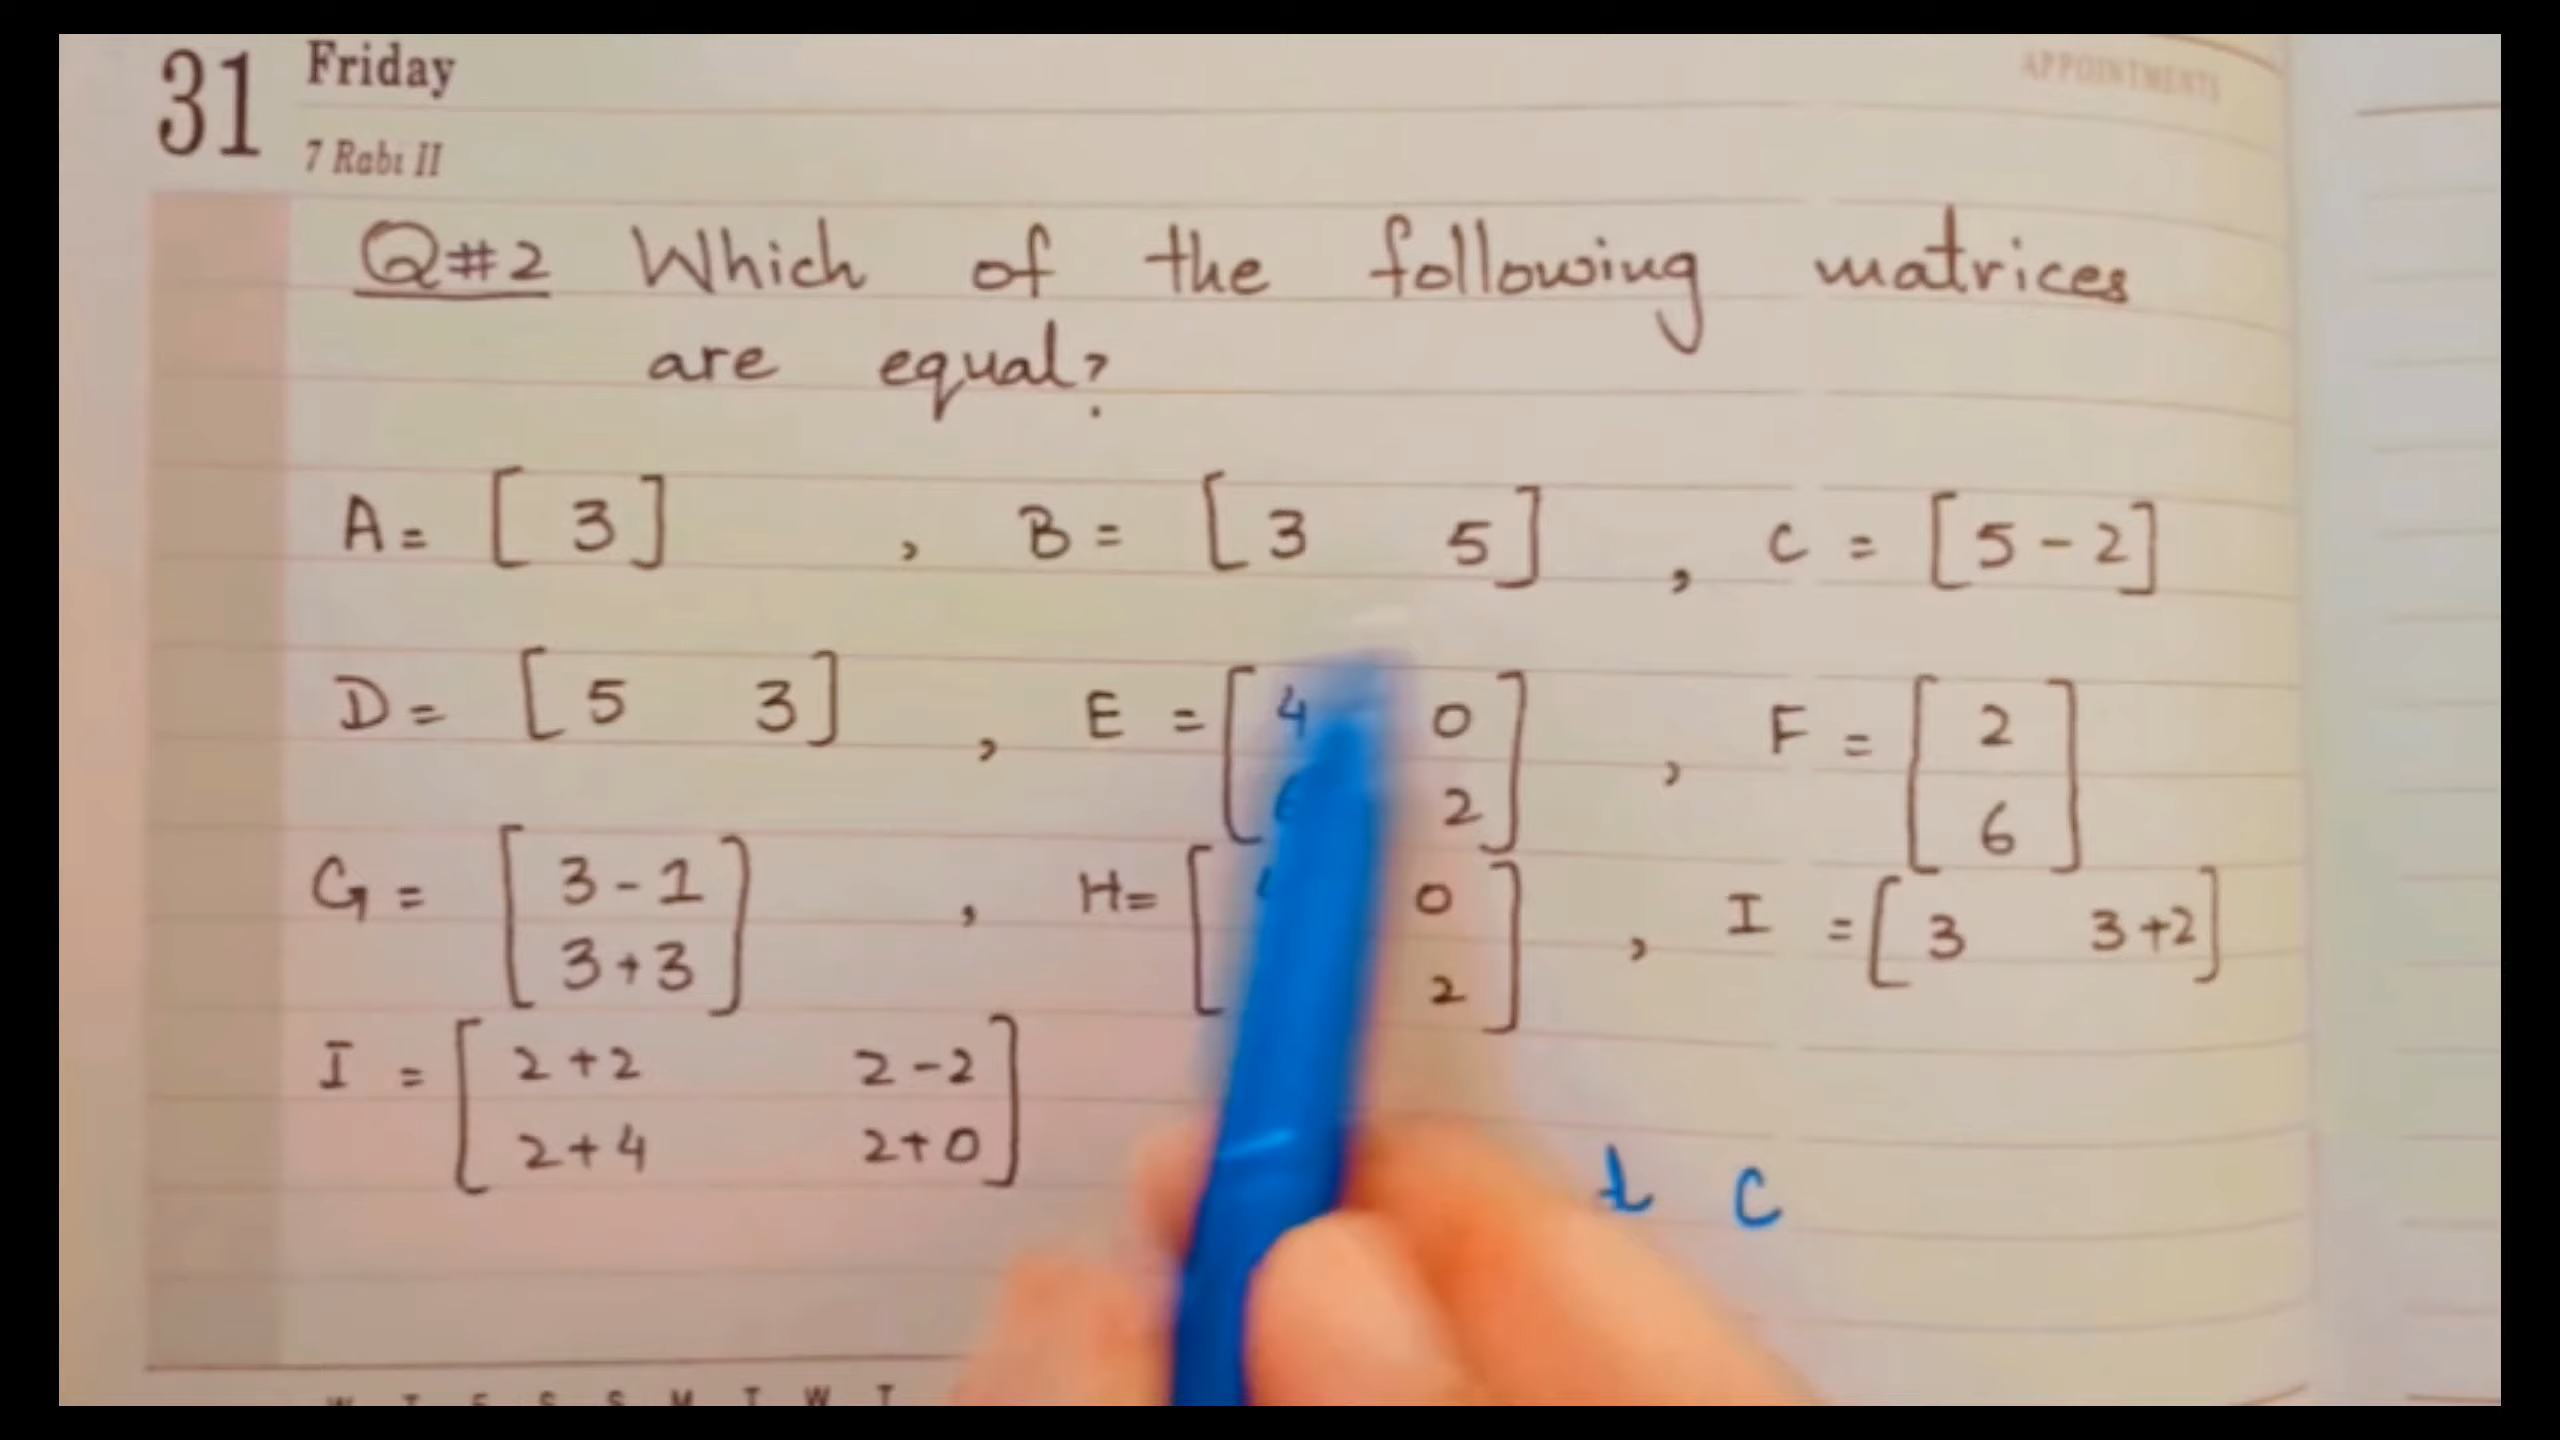 31 Friday
APPOINTMENTS
7 Rabi II
Q#2 Which of the following matrices
are equal?
A = [ 3 ] , B = [ 3 5 ] , C = [ 5 - 2 ]
D = [ 5 3 ] , E = [ 4 0 , F = [ 2
2 ] 6 ]
G = [ 3 - 1 , H = [ 0 , I = [ 3 3 + 2 ]
3 + 3 ] 2 ]
I = [ 2 + 2 2 - 2
2 + 4 2 + 0 ]
C